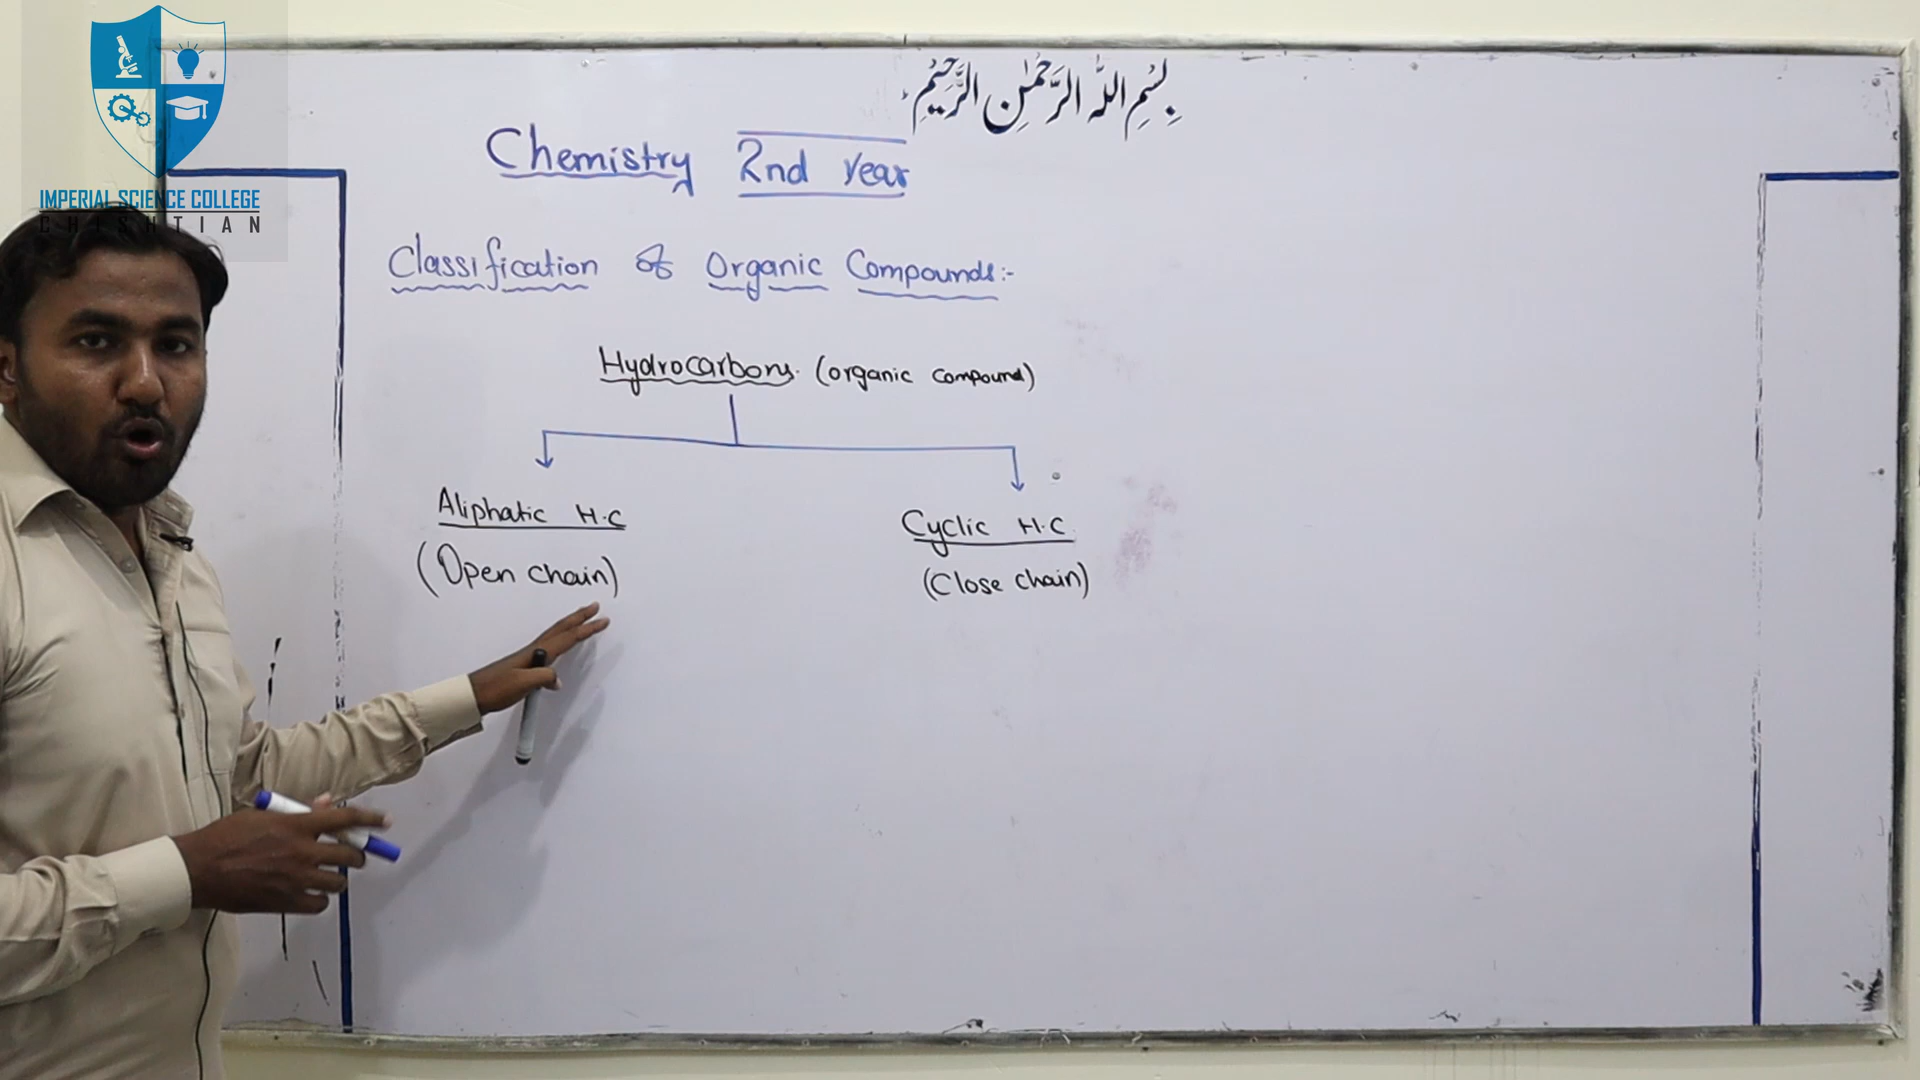 IMPERIAL SCIENCE COLLEGE
CHISHTIAN
بِسْمِ اللّٰہِ الرَّحْمٰنِ الرَّحِیْمِ
Chemistry 2nd Year
Classification of Organic Compounds:-
Hydrocarbons. (organic compound)
Aliphatic H.C
(Open chain)
Cyclic H.C
(Close chain)